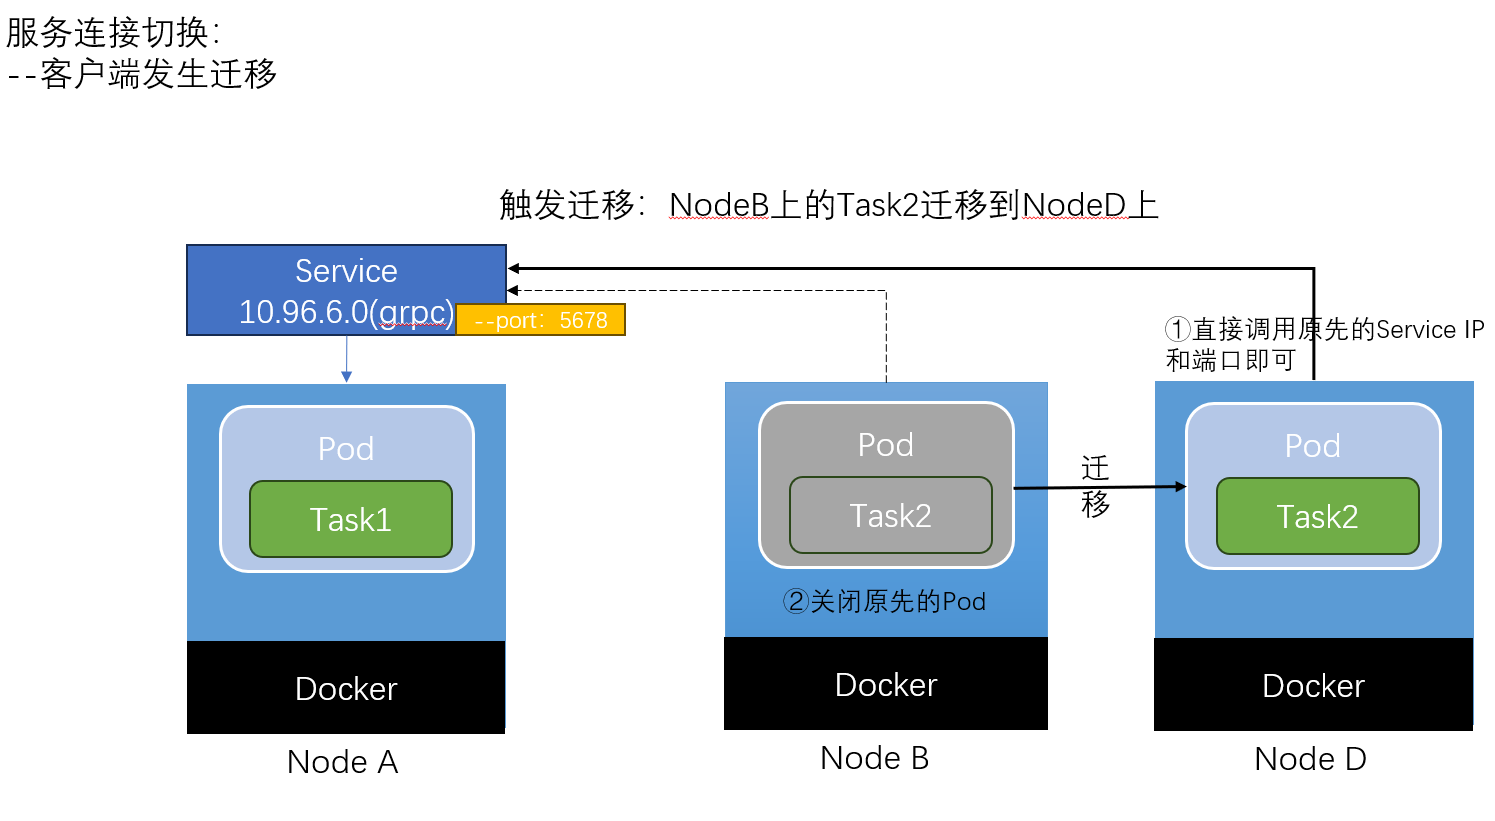 服务连接切换：
--客户端发生迁移
触发迁移：NodeB上的Task2迁移到NodeD上
Service
10.96.6.0(grpc)
--port：5678
①直接调用原先的Service IP
和端口即可
Pod
Task1
Pod
Task2
迁
移
Pod
Task2
②关闭原先的Pod
Docker
Docker
Docker
Node A
Node B
Node D